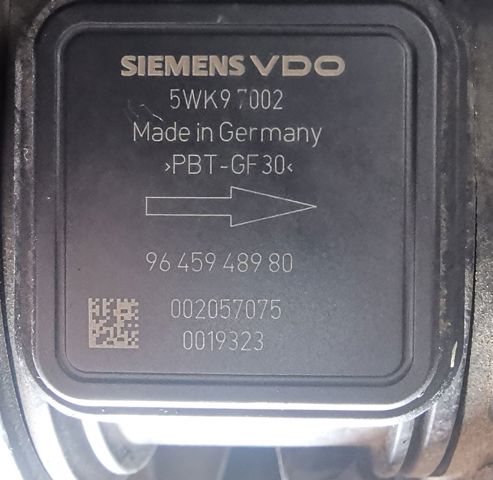 SIEMENS VDO
5WK9 7002
Made in Germany
>PBT-GF30<
96 459 489 80
002057075
0019323